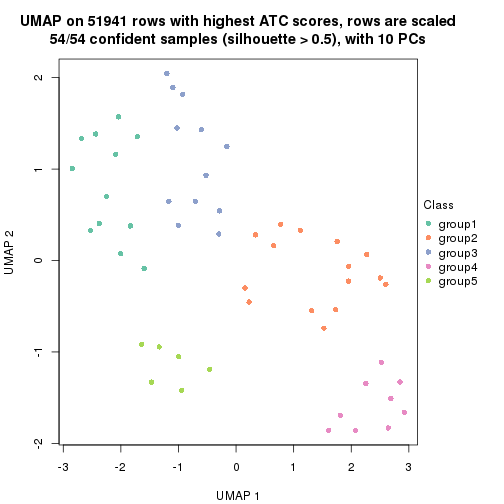 UMAP on 51941 rows with highest ATC scores, rows are scaled
54/54 confident samples (silhouette > 0.5), with 10 PCs
2
1
0
-1
-2
UMAP 2
-3
-2
-1
0
1
2
3
UMAP 1
Class
group1
group2
group3
group4
group5